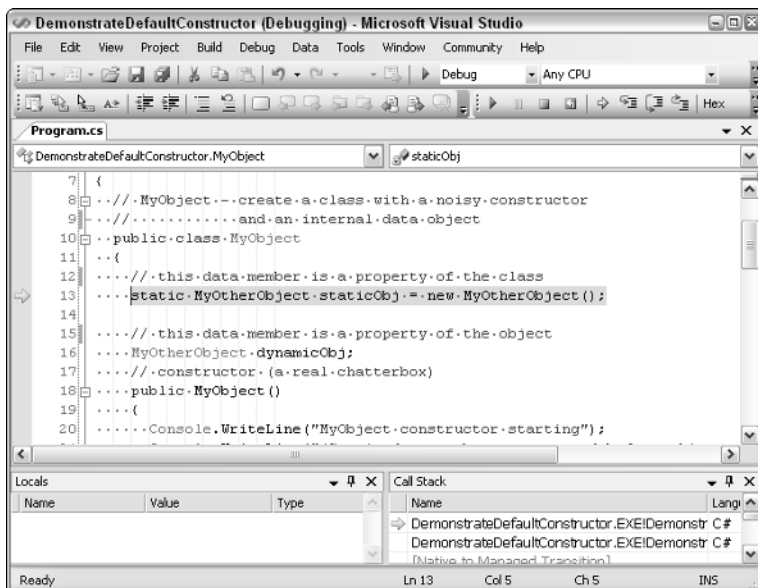 DemonstrateDefaultConstructor (Debugging) - Microsoft Visual Studio
File Edit View Project Build Debug Data Tools Window Community Help
Debug Any CPU
Hex
Program.cs
DemonstrateDefaultConstructor.MyObject staticObj
7 {
8 // MyObject - create a class with a noisy constructor
9 // and an internal data object
10 public class MyObject
11 {
12 // this data member is a property of the class
13 static MyOtherObject staticObj = new MyOtherObject();
14
15 // this data member is a property of the object
16 MyOtherObject dynamicObj;
17 // constructor (a real chatterbox)
18 public MyObject()
19 {
20 Console.WriteLine("MyObject constructor starting");
Locals Call Stack
Name Value Type Name Langu
DemonstrateDefaultConstructor.EXE!Demonstr C#
DemonstrateDefaultConstructor.EXE!Demonstr C#
[Native to Managed Transition]
Ready Ln 13 Col 5 Ch 5 INS